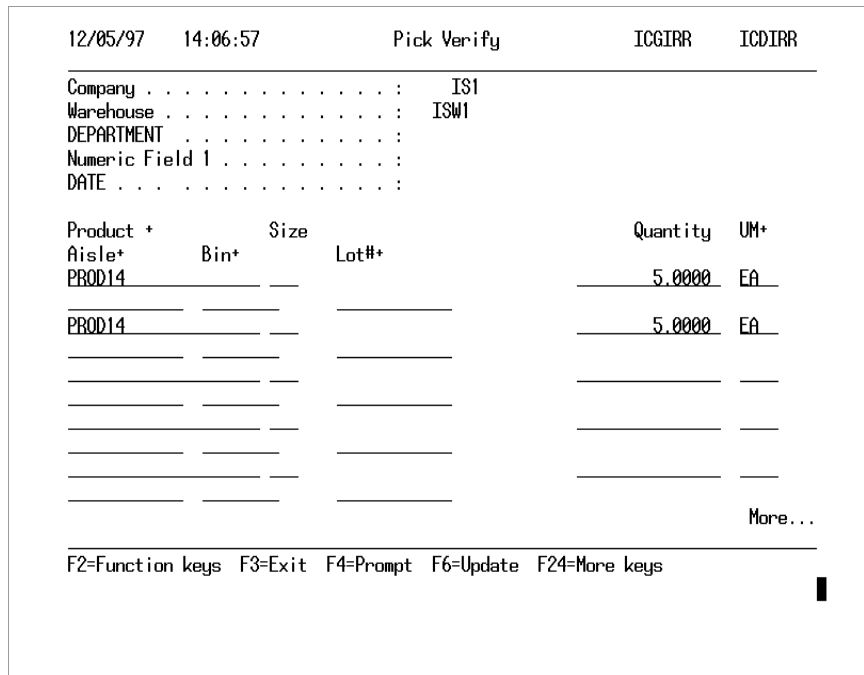 12/05/97 14:06:57 Pick Verify ICGIRR ICDIRR
Company . . . . . . . . . . . . . : IS1
Warehouse . . . . . . . . . . . . : ISW1
DEPARTMENT . . . . . . . . . . . :
Numeric Field 1 . . . . . . . . . :
DATE . . . . . . . . . . . . . . :
Product + Size Quantity UM+
Aisle+ Bin+ Lot#+
PROD14 5.0000 EA
PROD14 5.0000 EA
More...
F2=Function keys F3=Exit F4=Prompt F6=Update F24=More keys